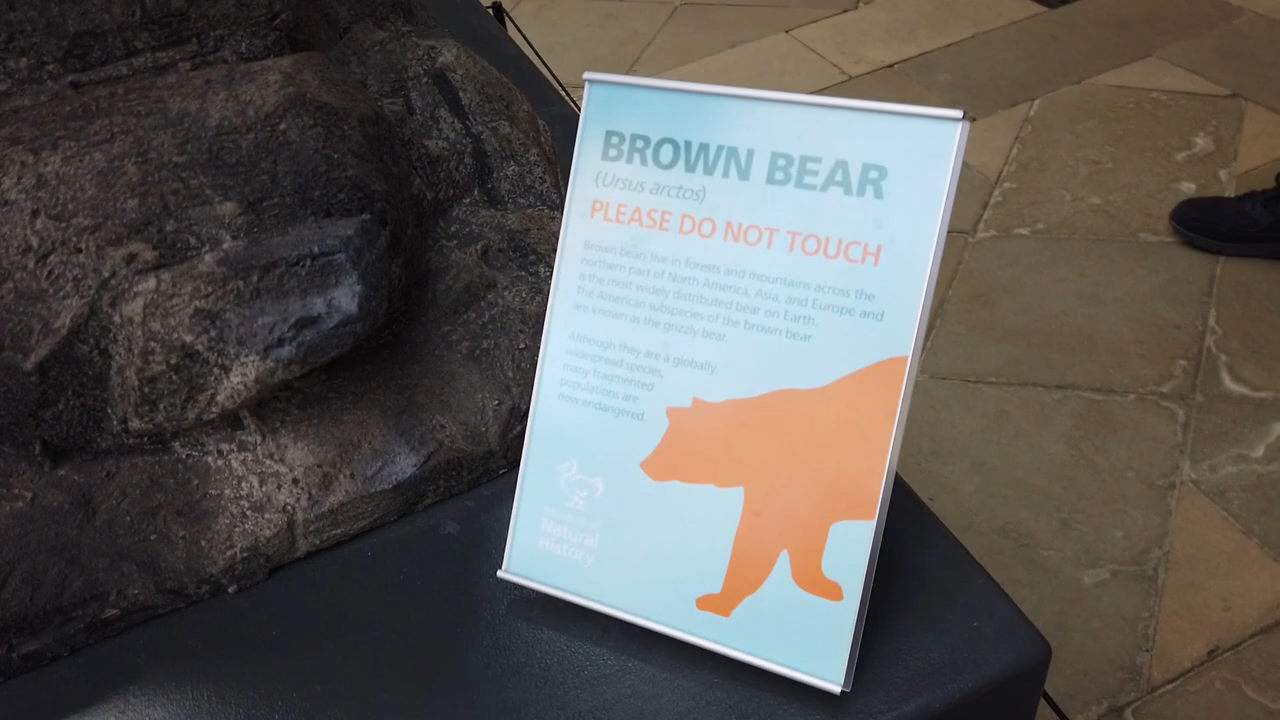 BROWN BEAR
(Ursus arctos)
PLEASE DO NOT TOUCH
Brown bears live in forests and mountains across the
northern part of North America, Asia, and Europe and
is the most widely distributed bear on Earth.
The American subspecies of the brown bear
are known as the grizzly bear.
Although they are a globally
widespread species,
many fragmented
populations are
now endangered.
Natural
History